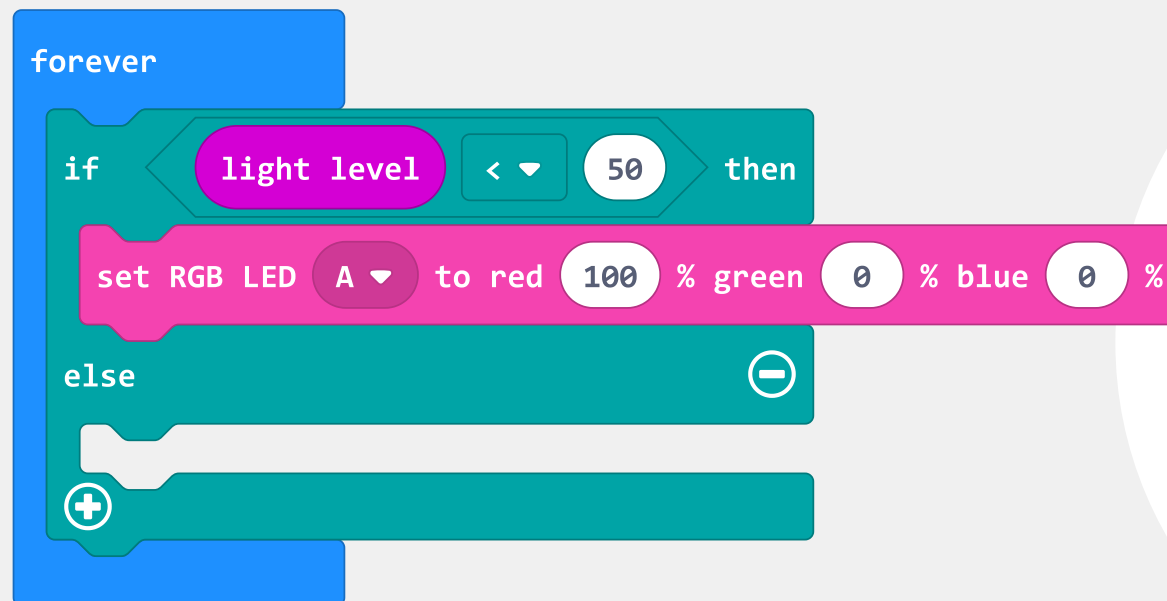 forever
if light level < 50 then
set RGB LED A to red 100 % green 0 % blue 0 %
else